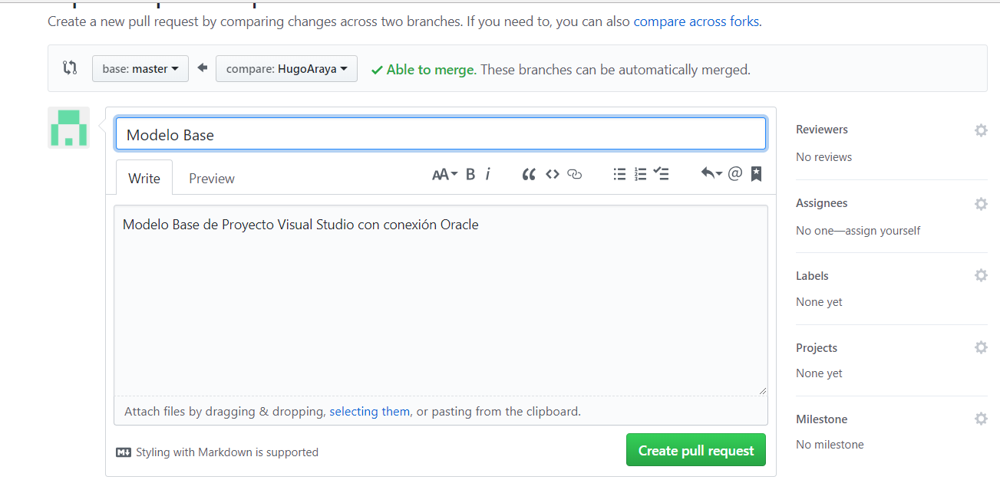 Create a new pull request by comparing changes across two branches. If you need to, you can also compare across forks.
base: master
compare: HugoAraya
Able to merge. These branches can be automatically merged.
Modelo Base
Write
Preview
AA B i
@
Modelo Base de Proyecto Visual Studio con conexión Oracle
Attach files by dragging & dropping, selecting them, or pasting from the clipboard.
Styling with Markdown is supported
Create pull request
Reviewers
No reviews
Assignees
No one—assign yourself
Labels
None yet
Projects
None yet
Milestone
No milestone